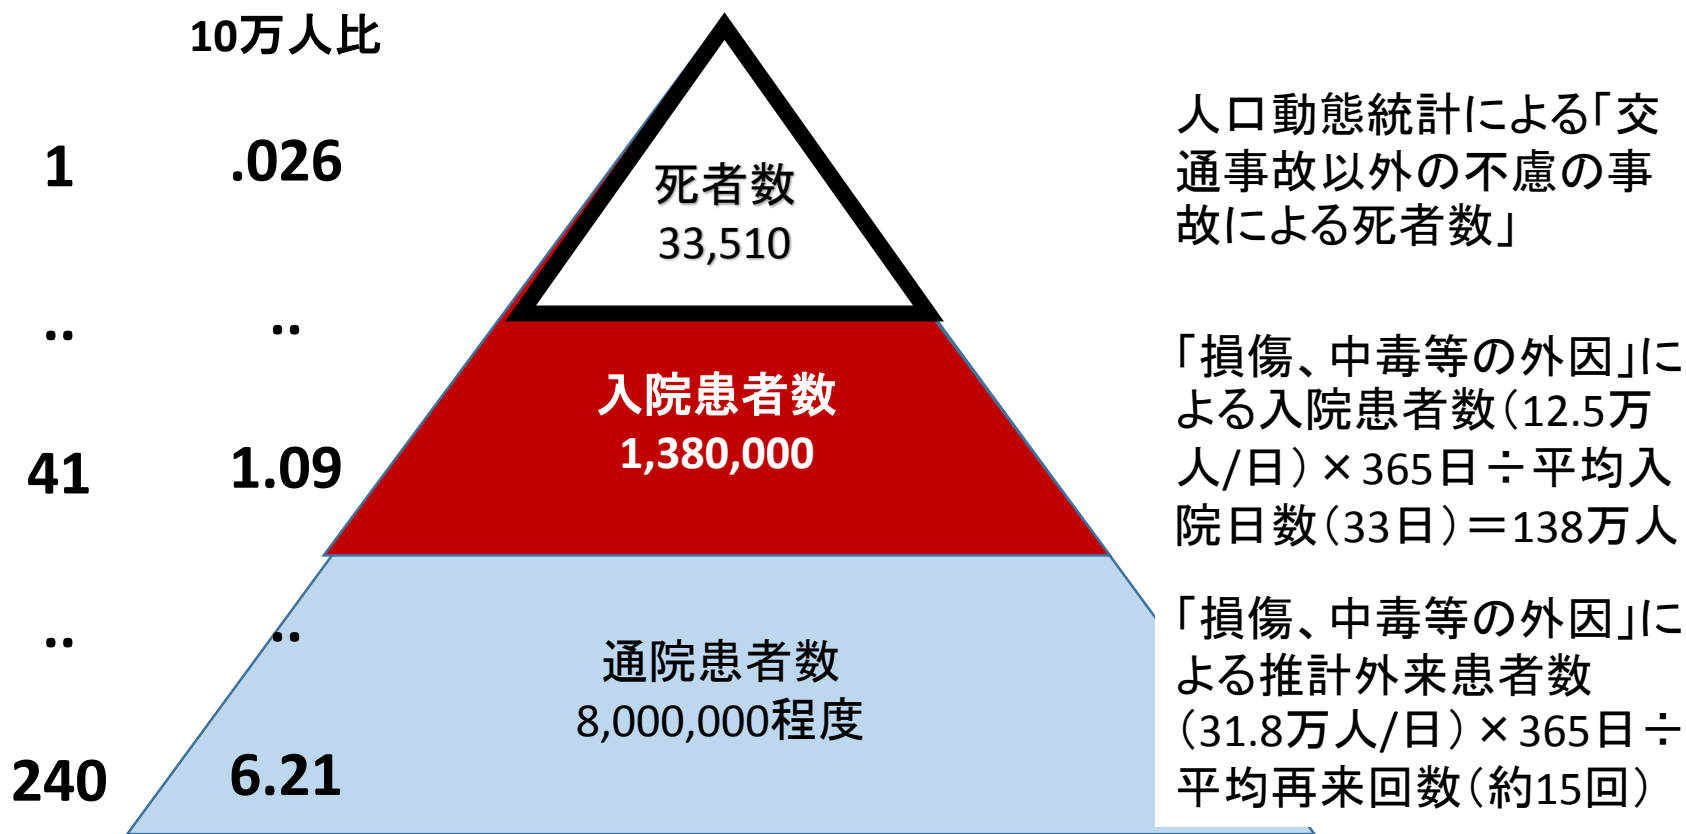 10万人比
1
.026
死者数
33,510
人口動態統計による「交
通事故以外の不慮の事
故による死者数」
..
..
入院患者数
1,380,000
41
1.09
「損傷、中毒等の外因」に
よる入院患者数（12.5万
人/日）×365日÷平均入
院日数（33日）＝138万人
..
..
通院患者数
8,000,000程度
240
6.21
「損傷、中毒等の外因」に
よる推計外来患者数
（31.8万人/日）×365日÷
平均再来回数（約15回）